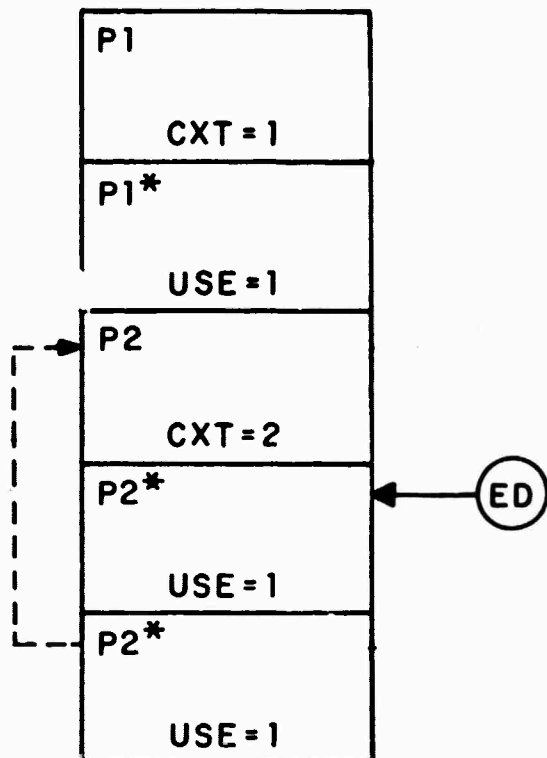 P1
CXT = 1
P1*
USE = 1
P2
CXT = 2
P2*
ED
USE = 1
P2*
USE = 1